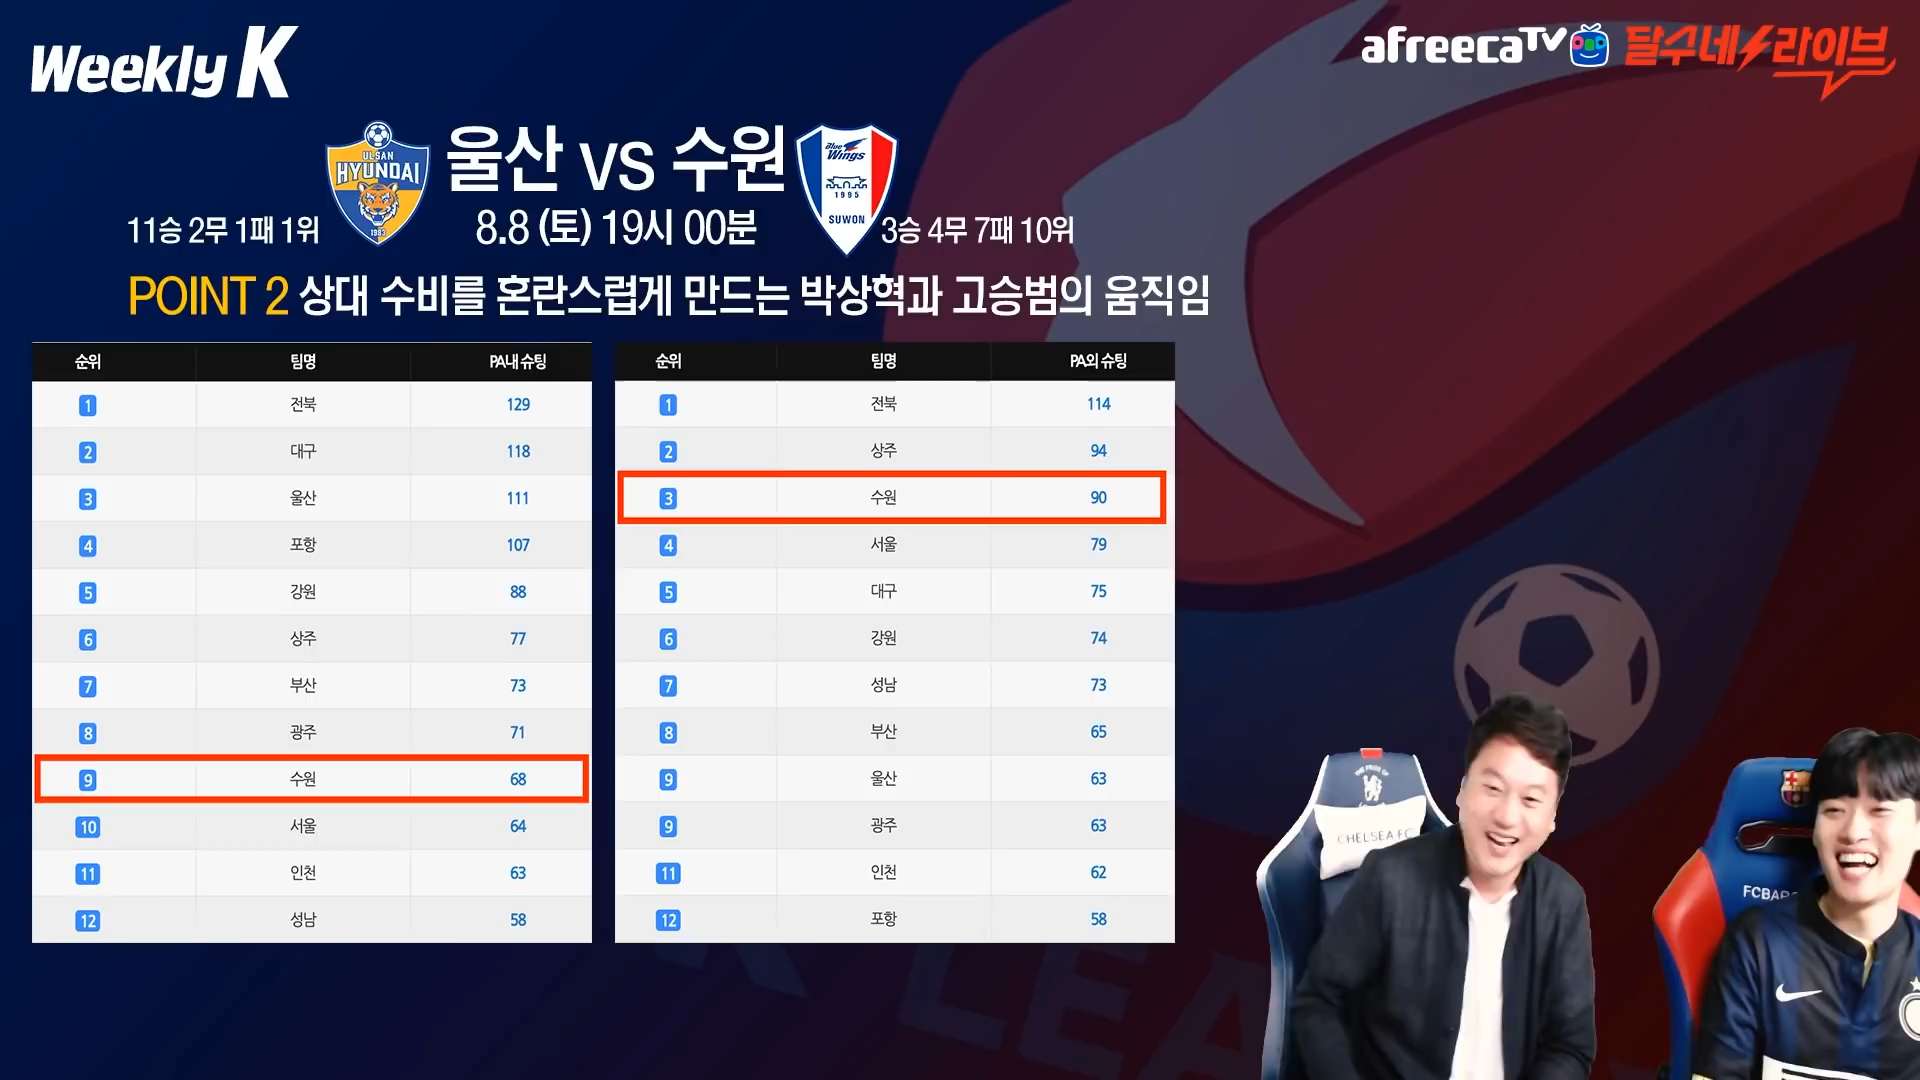 Weekly K
afreecaTV 달수네라이브
ULSAN HYUNDAI 1983
울산 vs 수원
Blue Wings 1995 SUWON
11승 2무 1패 1위
8.8 (토) 19시 00분
3승 4무 7패 10위
POINT 2 상대 수비를 혼란스럽게 만드는 박상혁과 고승범의 움직임
순위 팀명 PA내 슈팅
1 전북 129
2 대구 118
3 울산 111
4 포항 107
5 강원 88
6 상주 77
7 부산 73
8 광주 71
9 수원 68
10 서울 64
11 인천 63
12 성남 58
순위 팀명 PA외 슈팅
1 전북 114
2 상주 94
3 수원 90
4 서울 79
5 대구 75
6 강원 74
7 성남 73
8 부산 65
9 울산 63
9 광주 63
11 인천 62
12 포항 58
CHELSEA FC